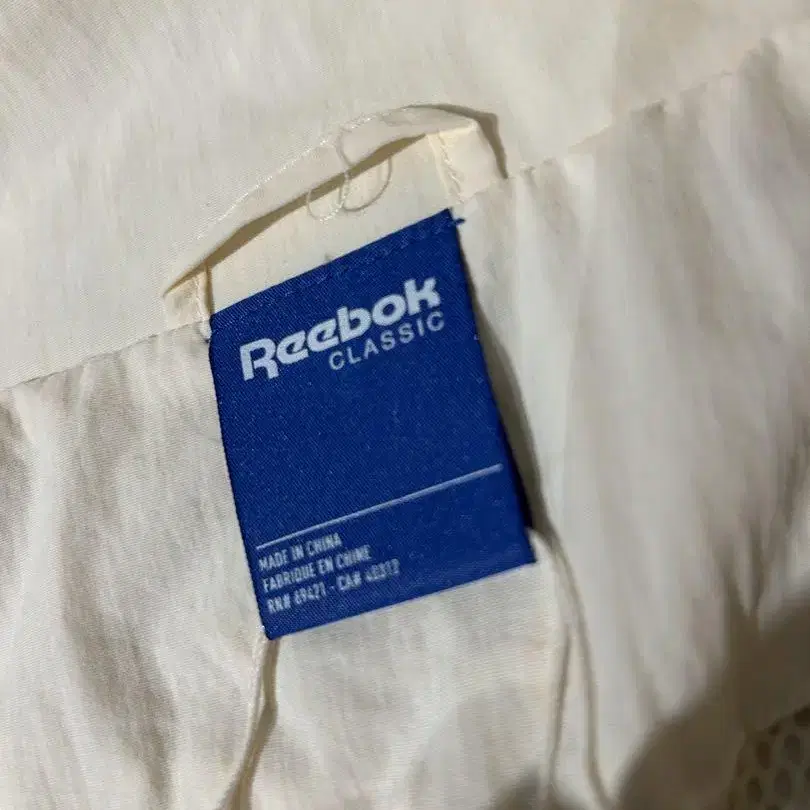 Reebok
CLASSIC
MADE IN CHINA
FABRIQUE EN CHINE
RN# 69421 - CA# 40312